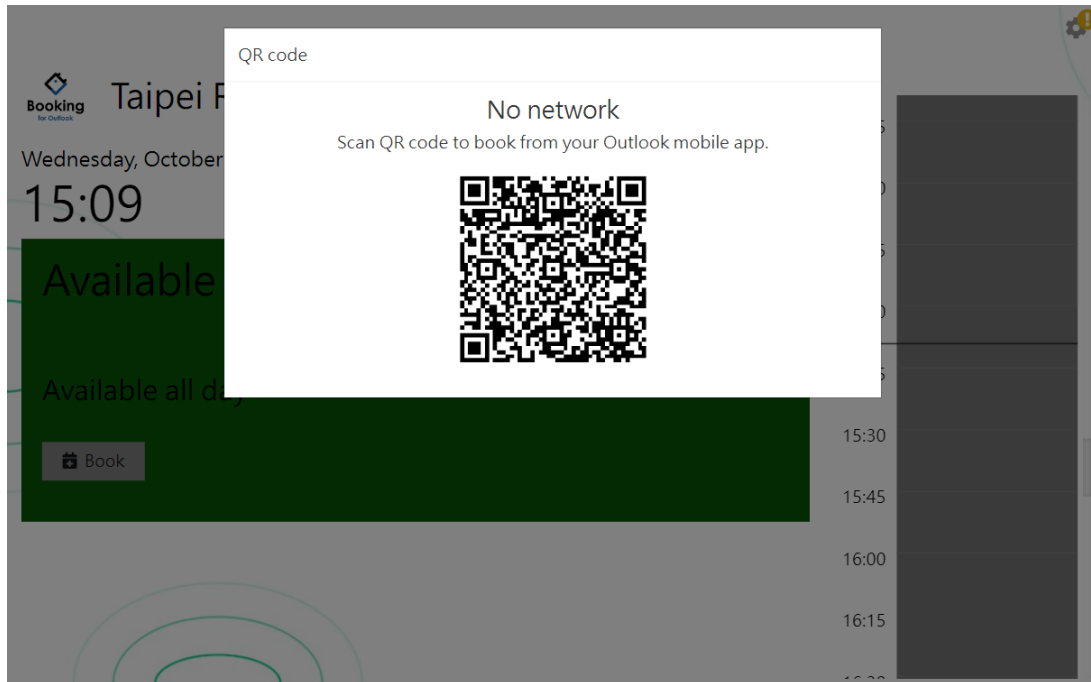 QR code
No network
Scan QR code to book from your Outlook mobile app.
Booking
for Outlook
Taipei
Wednesday, October
15:09
Available
Available all day
Book
15:30
15:45
16:00
16:15